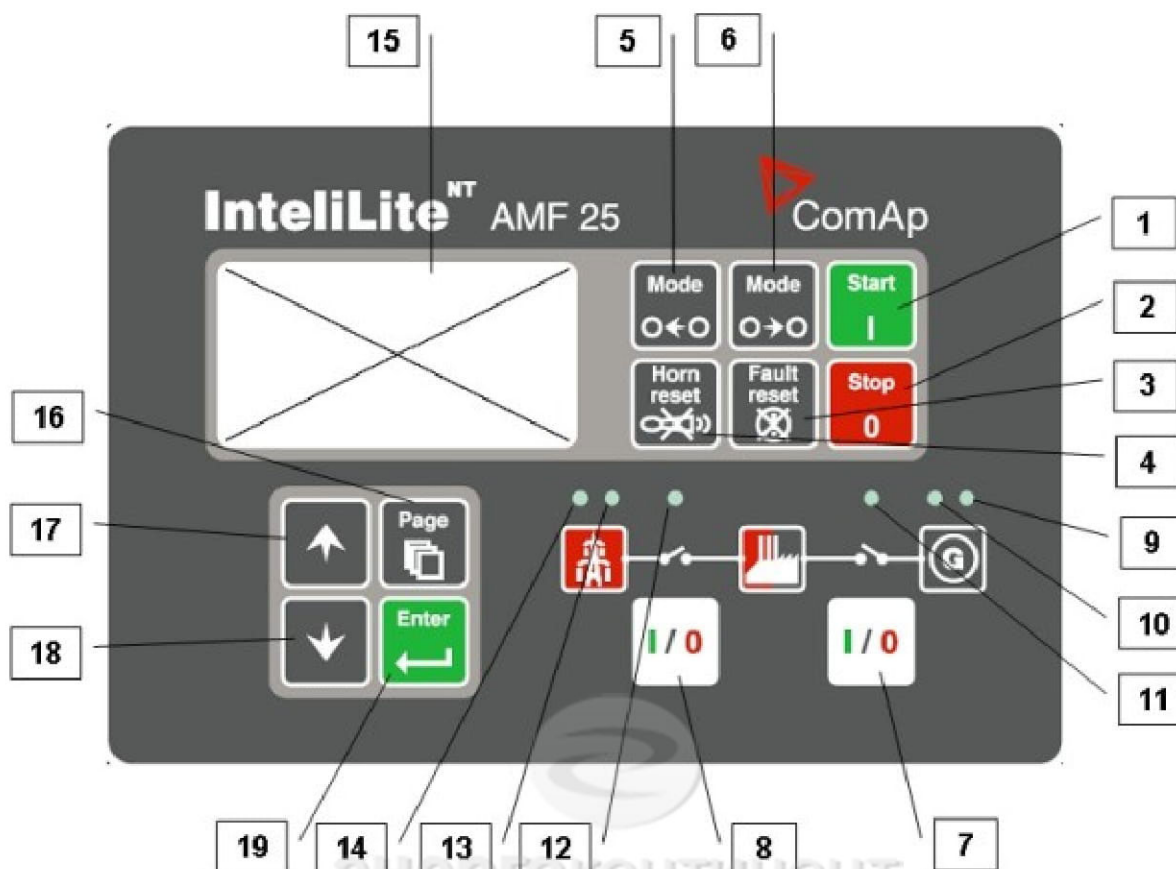 15
5
6
InteliLite NT AMF 25
ComAp
1
Mode
Mode
Start
I
2
Horn
reset
Fault
reset
Stop
0
3
16
4
17
Page
9
G
18
Enter
I / 0
I / 0
10
11
19
14
13
12
8
7